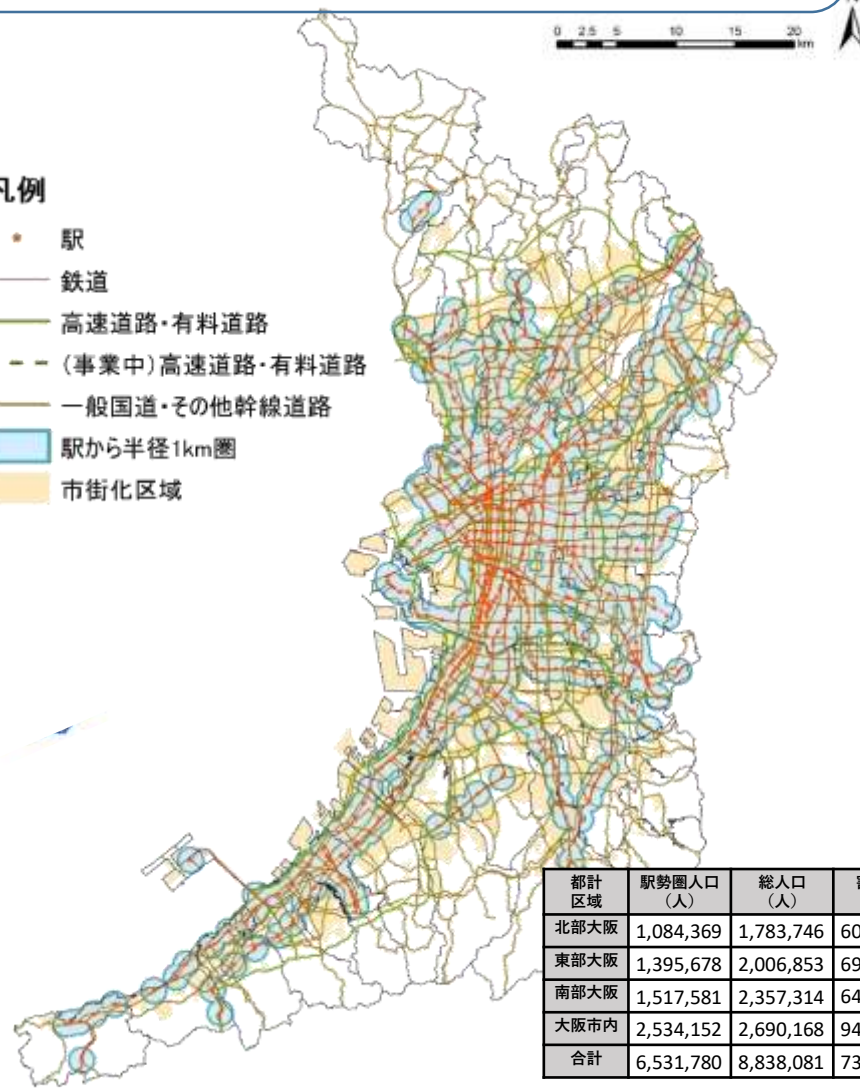 0 2.5 5 10 15 20
km
凡例
駅
鉄道
高速道路・有料道路
(事業中)高速道路・有料道路
一般国道・その他幹線道路
駅から半径1km圏
市街化区域
都計区域 駅勢圏人口(人) 総人口(人)
北部大阪 1,084,369 1,783,746 60
東部大阪 1,395,678 2,006,853 69
南部大阪 1,517,581 2,357,314 64
大阪市内 2,534,152 2,690,168 94
合計 6,531,780 8,838,081 73